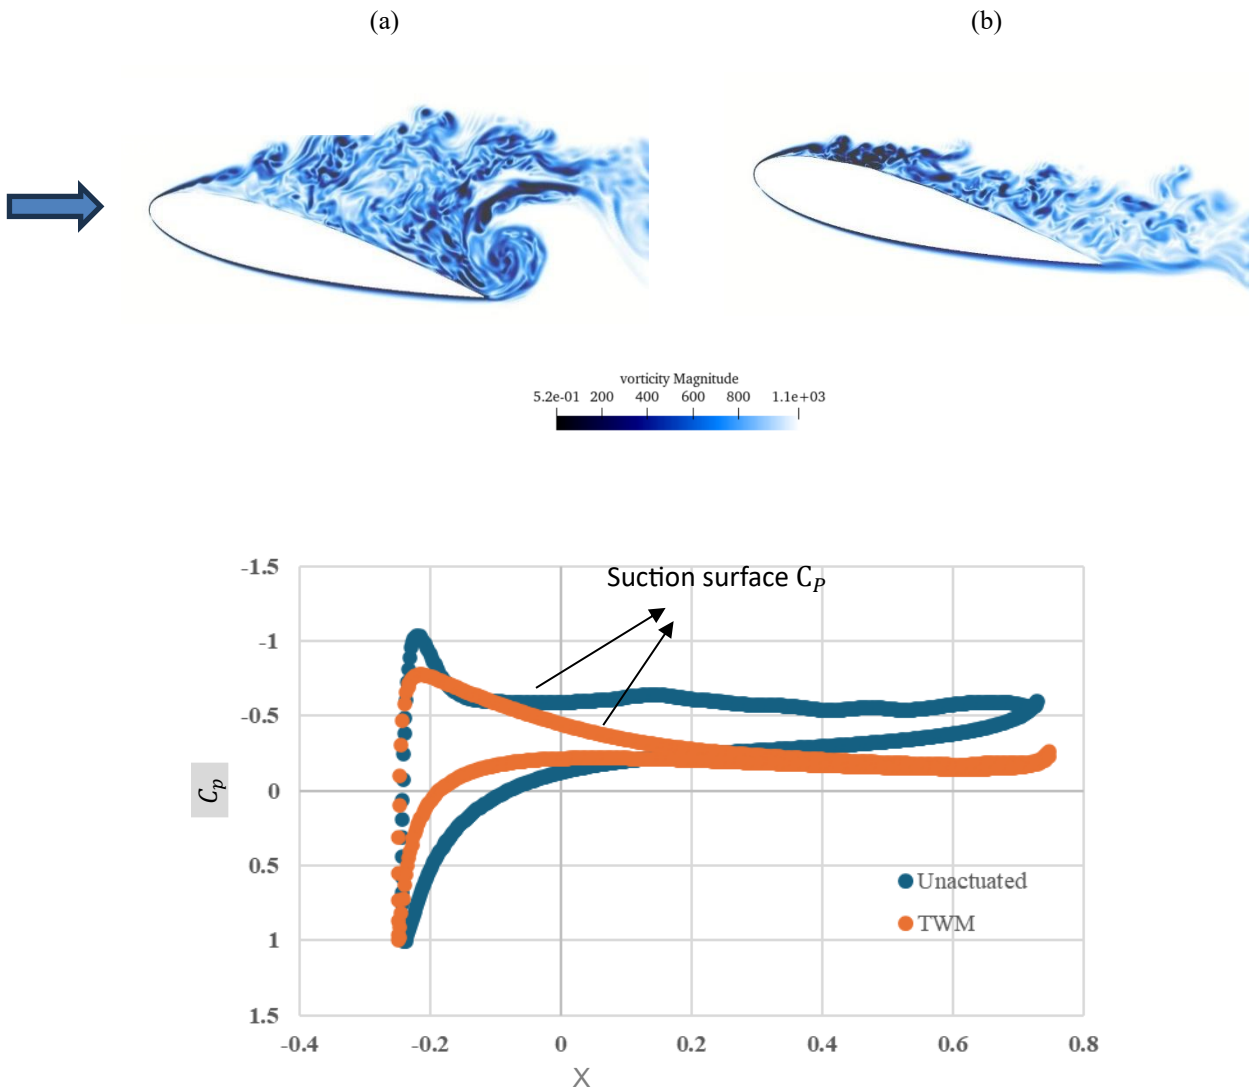 (a) (b)
vorticity Magnitude
5.2e-01 200 400 600 800 1.1e+03
-1.5
Suction surface C_P
-1
-0.5
C_p
0
0.5
Unactuated
TWM
1
1.5
-0.4 -0.2 0 0.2 0.4 0.6 0.8
X